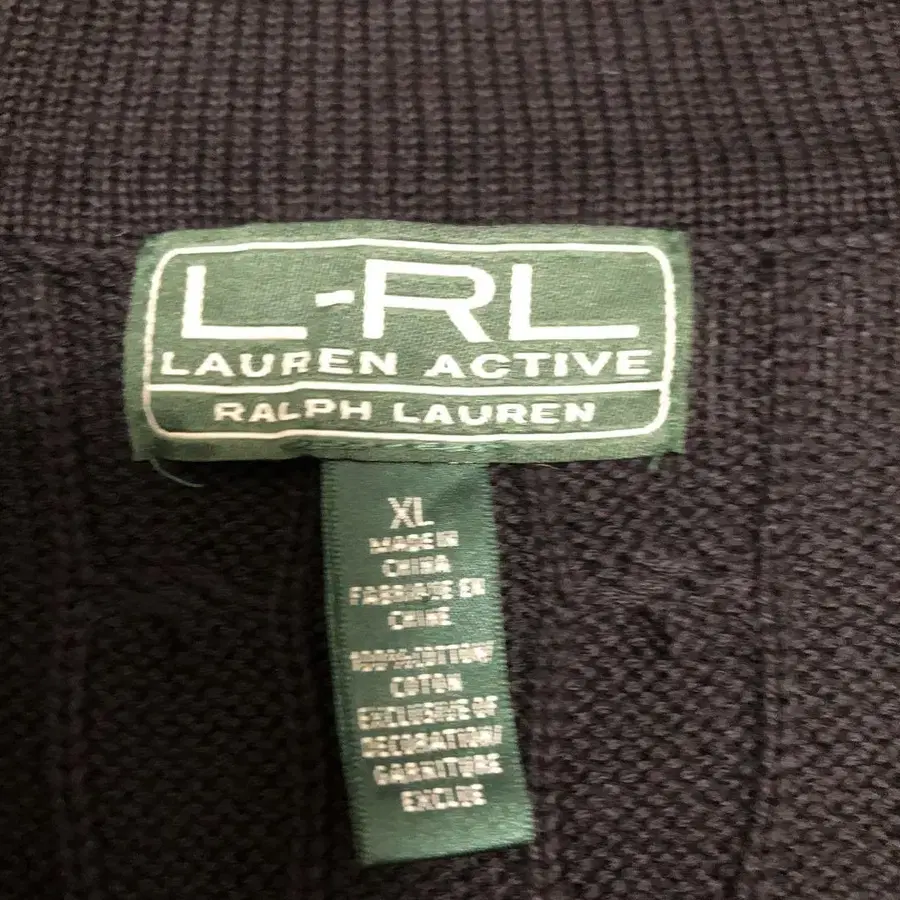 L-RL
LAUREN ACTIVE
RALPH LAUREN
XL
MADE IN
CHINA
FABRIQUE EN
CHINE
100% COTTON/
COTON
EXCLUSIVE OF
DECORATION/
GARNITURE
EXCLUE